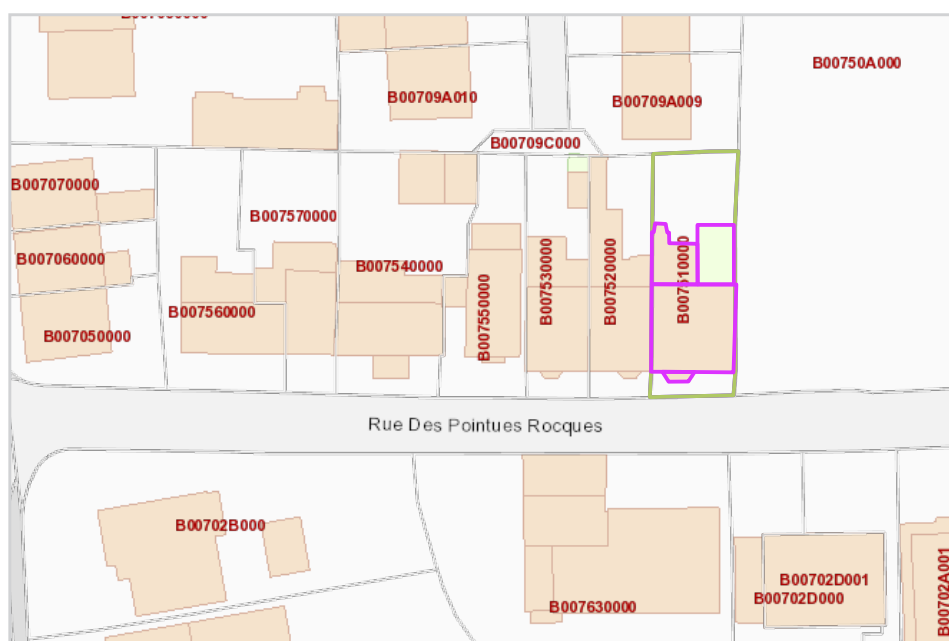 B00750A000
B00709A010
B00709A009
B00709C000
B007070000
B007570000
B007060000
B007540000
B007530000
B007520000
B007510000
B007560000
B007550000
B007050000
Rue Des Pointues Rocques
B00702B000
B00702D001
B00702D000
B007630000
B00702A001